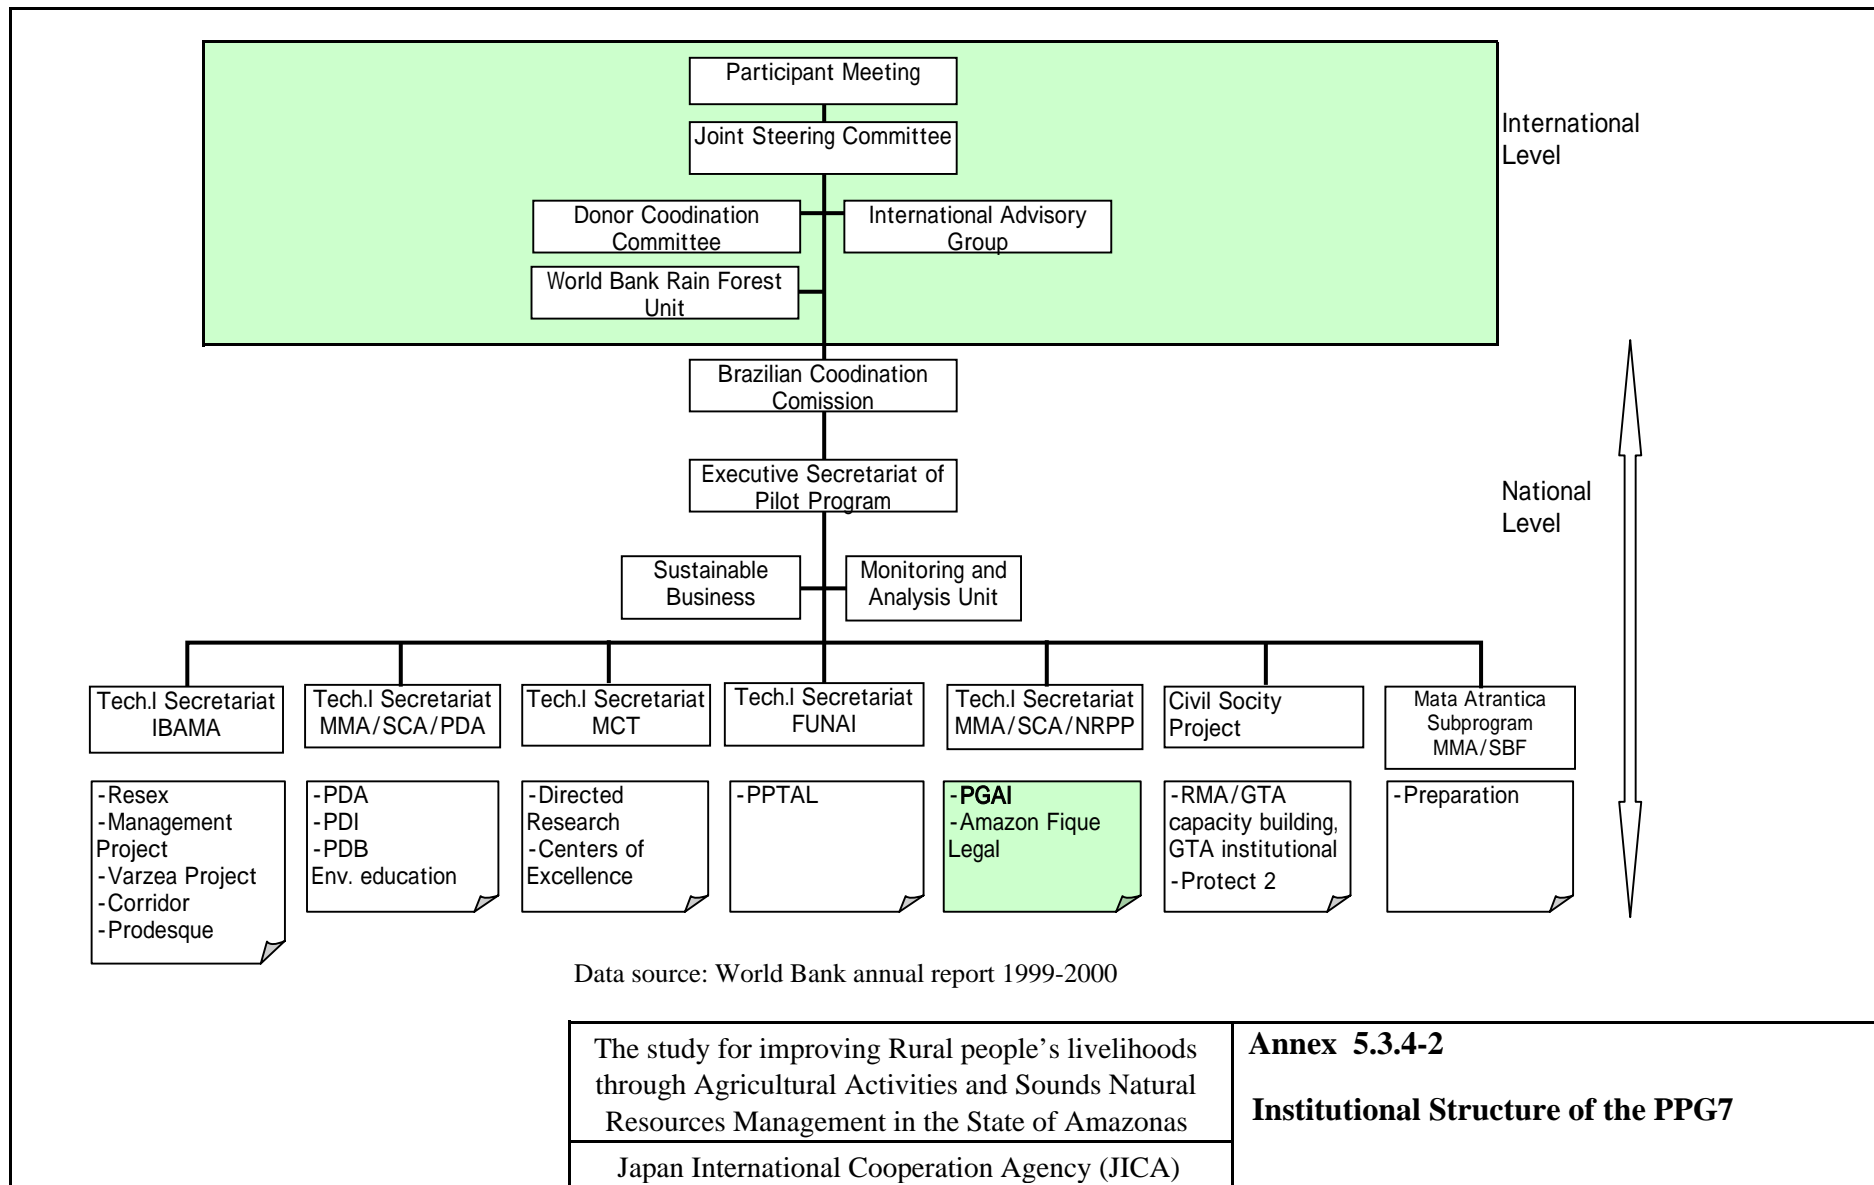 Participant Meeting
Joint Steering Committee
International
Level
Donor Coodination
Committee
International Advisory
Group
World Bank Rain Forest
Unit
Brazilian Coodination
Comission
Executive Secretariat of
Pilot Program
National
Level
Sustainable
Business
Monitoring and
Analysis Unit
Tech.l Secretariat
IBAMA
Tech.l Secretariat
MMA/SCA/PDA
Tech.l Secretariat
MCT
Tech.l Secretariat
FUNAI
Tech.l Secretariat
MMA/SCA/NRPP
Civil Socity
Project
Mata Atrantica
Subprogram
MMA/SBF
-Resex
-Management
Project
-Varzea Project
-Corridor
-Prodesque
-PDA
-PDI
-PDB
Env. education
-Directed
Research
-Centers of
Excellence
-PPTAL
-PGAI
-Amazon Fique
Legal
-RMA/GTA
capacity building,
GTA institutional
-Protect 2
-Preparation
Data source: World Bank annual report 1999-2000
The study for improving Rural people’s livelihoods
through Agricultural Activities and Sounds Natural
Resources Management in the State of Amazonas
Japan International Cooperation Agency (JICA)
Annex 5.3.4-2
Institutional Structure of the PPG7